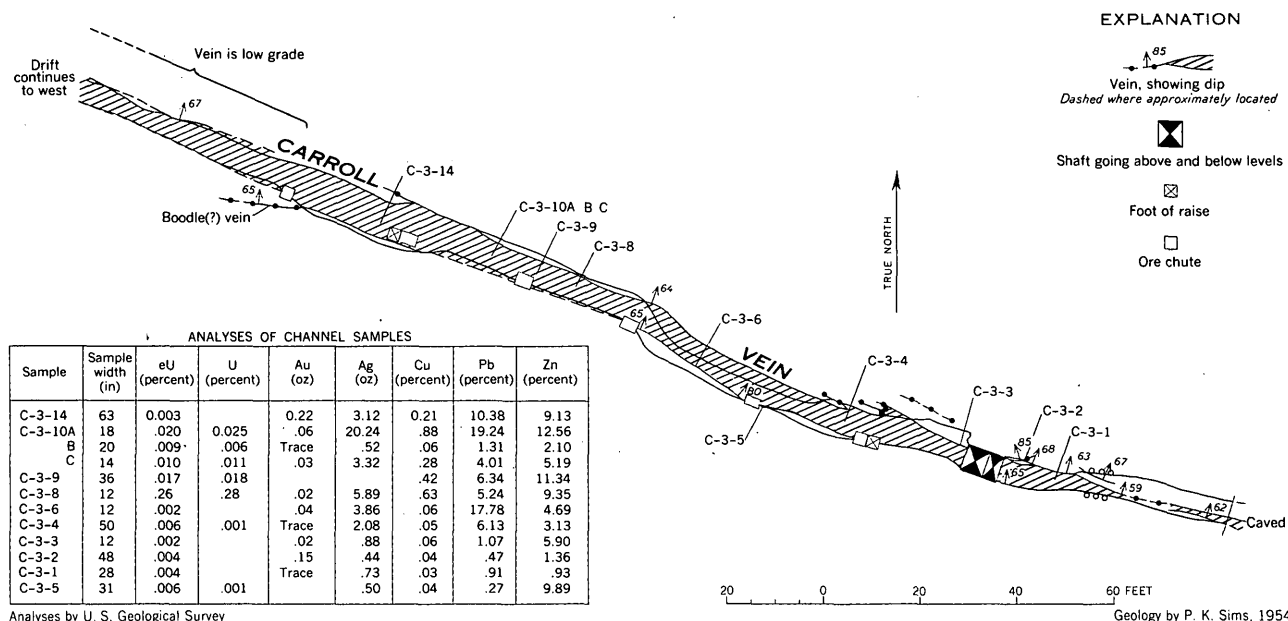 EXPLANATION
85
Vein, showing dip
Dashed where approximately located
Shaft going above and below levels
Foot of raise
Ore chute
Vein is low grade
Drift
continues
to west
67
CARROLL
C-3-14
65
Boodle(?) vein
C-3-10A B C
C-3-9
C-3-8
TRUE NORTH
64
65
C-3-6
VEIN
C-3-4
C-3-3
C-3-2
C-3-1
80
C-3-5
85
68
63
67
65
59
62
Caved
ANALYSES OF CHANNEL SAMPLES
Sample | Sample width (in) | eU (percent) | U (percent) | Au (oz) | Ag (oz) | Cu (percent) | Pb (percent) | Zn (percent)
C-3-14 63 0.003 0.22 3.12 0.21 10.38 9.13
C-3-10A 18 .020 0.025 .06 20.24 .88 19.24 12.56
B 20 .009 .006 Trace .52 .06 1.31 2.10
C 14 .010 .011 .03 3.32 .28 4.01 5.19
C-3-9 36 .017 .018 .42 6.34 11.34
C-3-8 12 .26 .28 .02 5.89 .63 5.24 9.35
C-3-6 12 .002 .04 3.86 .06 17.78 4.69
C-3-4 50 .006 .001 Trace 2.08 .05 6.13 3.13
C-3-3 12 .002 .02 .88 .06 1.07 5.90
C-3-2 48 .004 .15 .44 .04 .47 1.36
C-3-1 28 .004 Trace .73 .03 .91 .93
C-3-5 31 .006 .001 .50 .04 .27 9.89
Analyses by U. S. Geological Survey
20 0 20 40 60 FEET
Geology by P. K. Sims, 1954